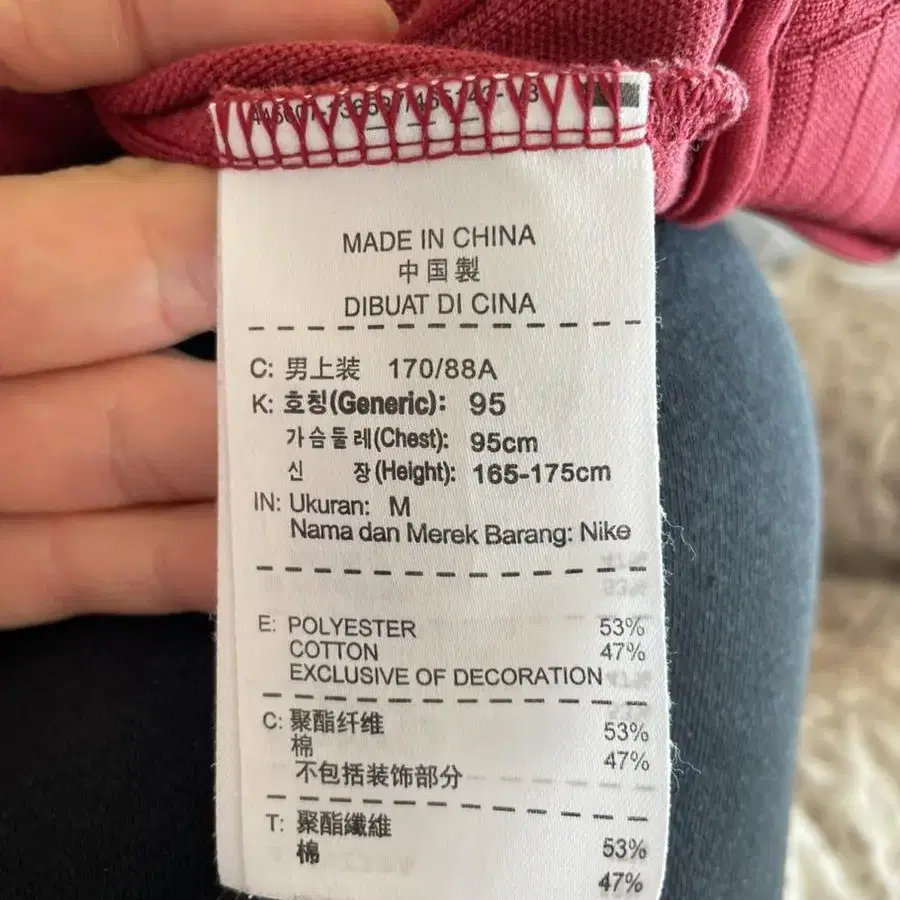 MADE IN CHINA
中国製
DIBUAT DI CINA
C: 男上装 170/88A
K: 호칭(Generic): 95
가슴둘레(Chest): 95cm
신 장(Height): 165-175cm
IN: Ukuran: M
Nama dan Merek Barang: Nike
E: POLYESTER 53%
COTTON 47%
EXCLUSIVE OF DECORATION
C: 聚酯纤维 53%
棉 47%
不包括装饰部分
T: 聚酯纖維 53%
棉 47%